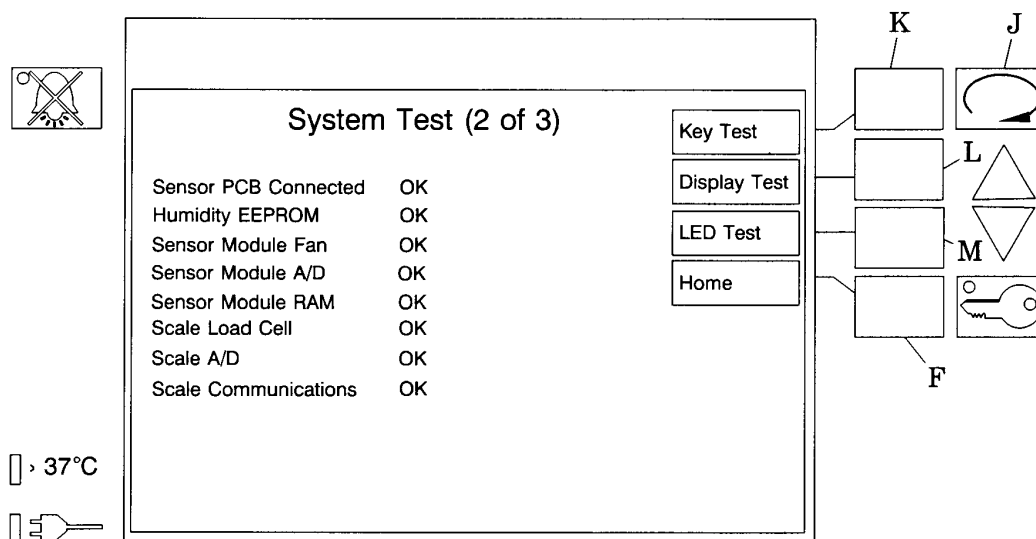 K
J
System Test (2 of 3)
Key Test
L
Sensor PCB Connected OK
Display Test
Humidity EEPROM OK
LED Test
Sensor Module Fan OK
M
Sensor Module A/D OK
Home
Sensor Module RAM OK
Scale Load Cell OK
Scale A/D OK
F
Scale Communications OK
› 37°C